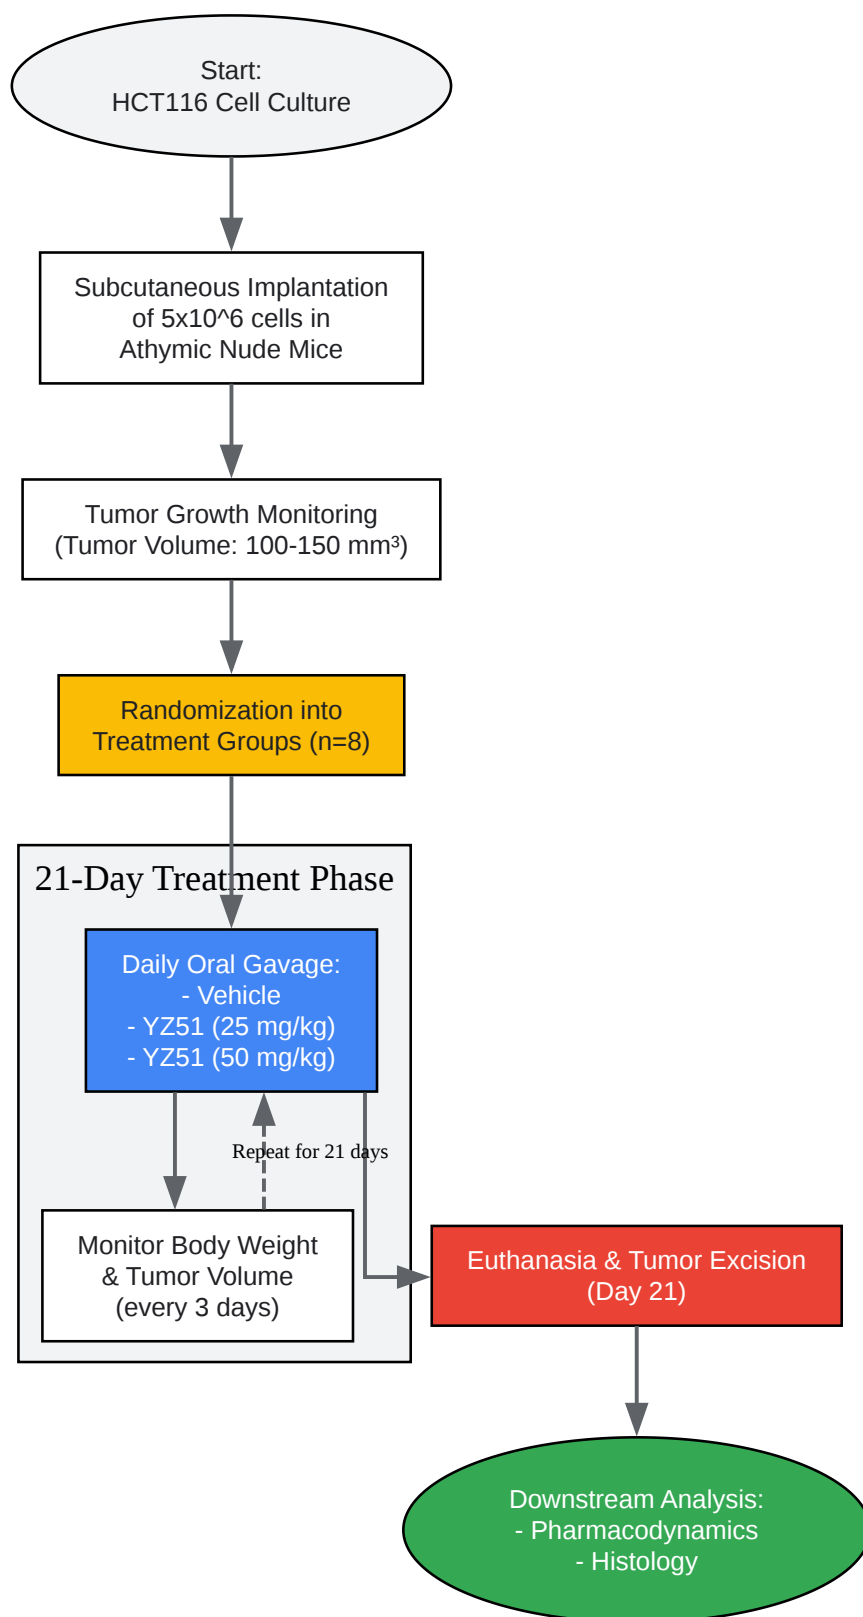 Start:
HCT116 Cell Culture
Subcutaneous Implantation
of 5x10^6 cells in
Athymic Nude Mice
Tumor Growth Monitoring
(Tumor Volume: 100-150 mm³)
Randomization into
Treatment Groups (n=8)
21-Day Treatment Phase
Daily Oral Gavage:
- Vehicle
- YZ51 (25 mg/kg)
- YZ51 (50 mg/kg)
Repeat for 21 days
Monitor Body Weight
& Tumor Volume
(every 3 days)
Euthanasia & Tumor Excision
(Day 21)
Downstream Analysis:
- Pharmacodynamics
- Histology